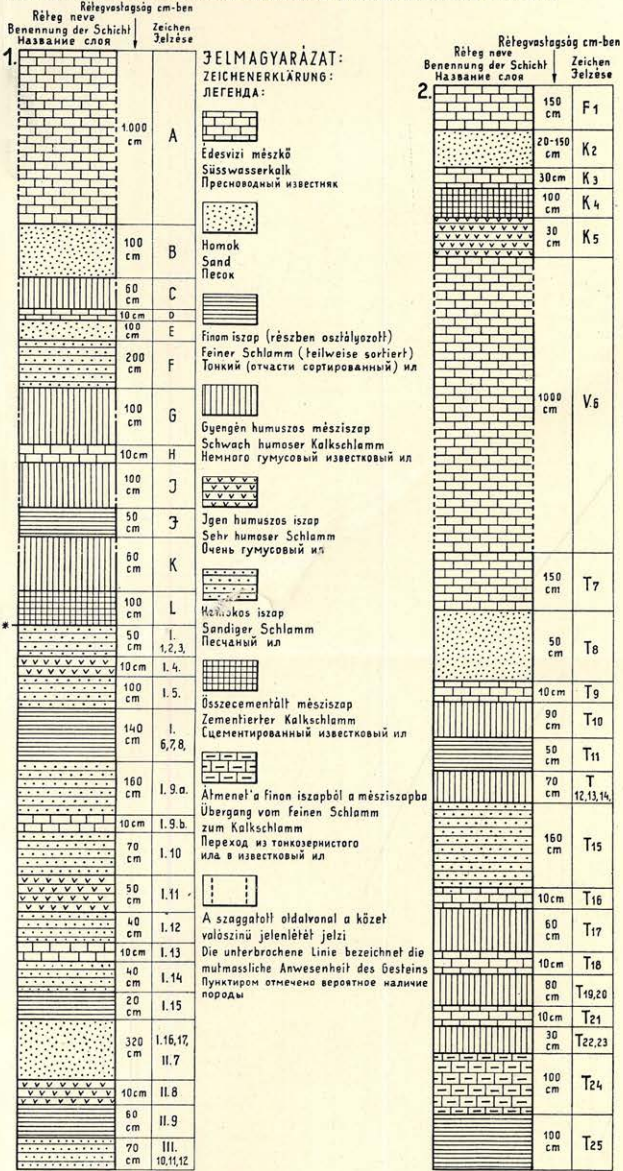 Rétegvastagság cm-ben
Réteg neve
Benennung der Schicht
Название слоя
Zeichen
Jelzése
1.
1.000 cm A
100 cm B
60 cm C
10 cm D
100 cm E
200 cm F
100 cm G
10 cm H
100 cm J
50 cm J
60 cm K
100 cm L
*
50 cm I. 1,2,3,
10 cm I.4.
100 cm I.5.
140 cm I. 6,7,8,
160 cm I.9.a.
10 cm I.9.b.
70 cm I.10
50 cm I.11
40 cm I.12
10 cm I.13
40 cm I.14
20 cm I.15
320 cm I.16,17, II.7
10 cm II.8
60 cm II.9
70 cm III. 10,11,12
JELMAGYARÁZAT:
ZEICHENERKLÄRUNG:
ЛЕГЕНДА:
Édesvizi mészkő
Süsswasserkalk
Пресноводный известняк
Homok
Sand
Песок
Finom iszap (részben osztályozott)
Feiner Schlamm (teilweise sortiert)
Тонкий (отчасти сортированный) ил
Gyengén humuszos mésziszap
Schwach humoser Kalkschlamm
Немного гумусовый известковый ил
Igen humuszos iszap
Sehr humoser Schlamm
Очень гумусовый ил
Homokos iszap
Sandiger Schlamm
Песчаный ил
Összecementált mésziszap
Zementierter Kalkschlamm
Сцементированный известковый ил
Átmenet a finon iszapból a mésziszapba
Übergang vom feinen Schlamm
zum Kalkschlamm
Переход из тонкозернистого
ила в известковый ил
A szaggatott oldalvonal a kőzet
valószinü jelenlétét jelzi
Die unterbrochene Linie bezeichnet die
mutmassliche Anwesenheit des Gesteins
Пунктиром отмечено вероятное наличие
породы
Rétegvastagság cm-ben
Réteg neve
Benennung der Schicht
Название слоя
Zeichen
Jelzése
2.
150 cm F1
20-150 cm K2
30 cm K3
100 cm K4
30 cm K5
1000 cm V.6
150 cm T7
50 cm T8
10 cm T9
90 cm T10
50 cm T11
70 cm T 12,13,14,
160 cm T15
10 cm T16
60 cm T17
10 cm T18
80 cm T19,20
10 cm T21
30 cm T22,23
100 cm T24
100 cm T25